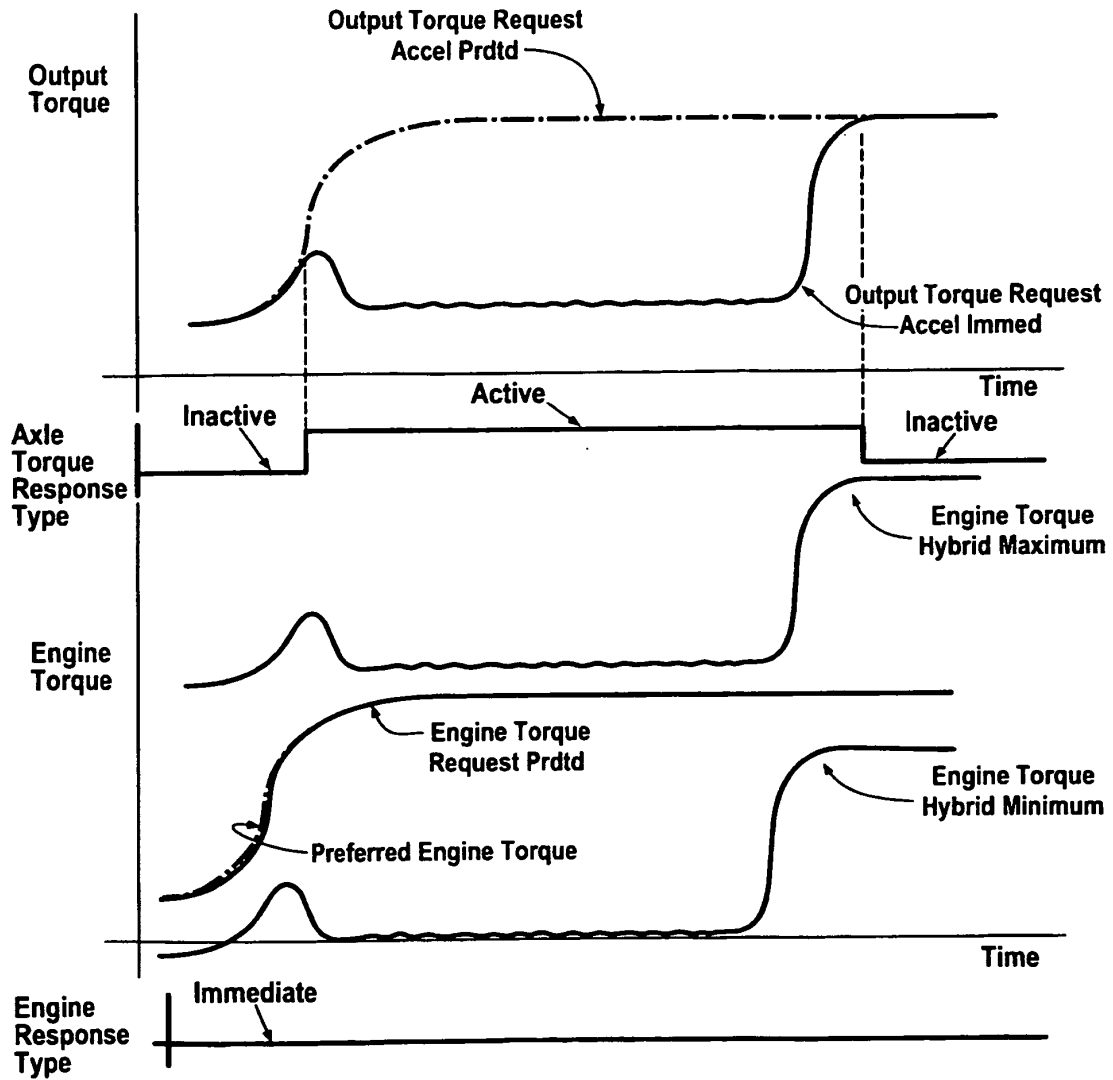 Output Torque Request
Accel Prdtd
Output
Torque
Output Torque Request
Accel Immed
Time
Active
Inactive
Inactive
Axle
Torque
Response
Type
Engine Torque
Hybrid Maximum
Engine
Torque
Engine Torque
Request Prdtd
Engine Torque
Hybrid Minimum
Preferred Engine Torque
Time
Immediate
Engine
Response
Type